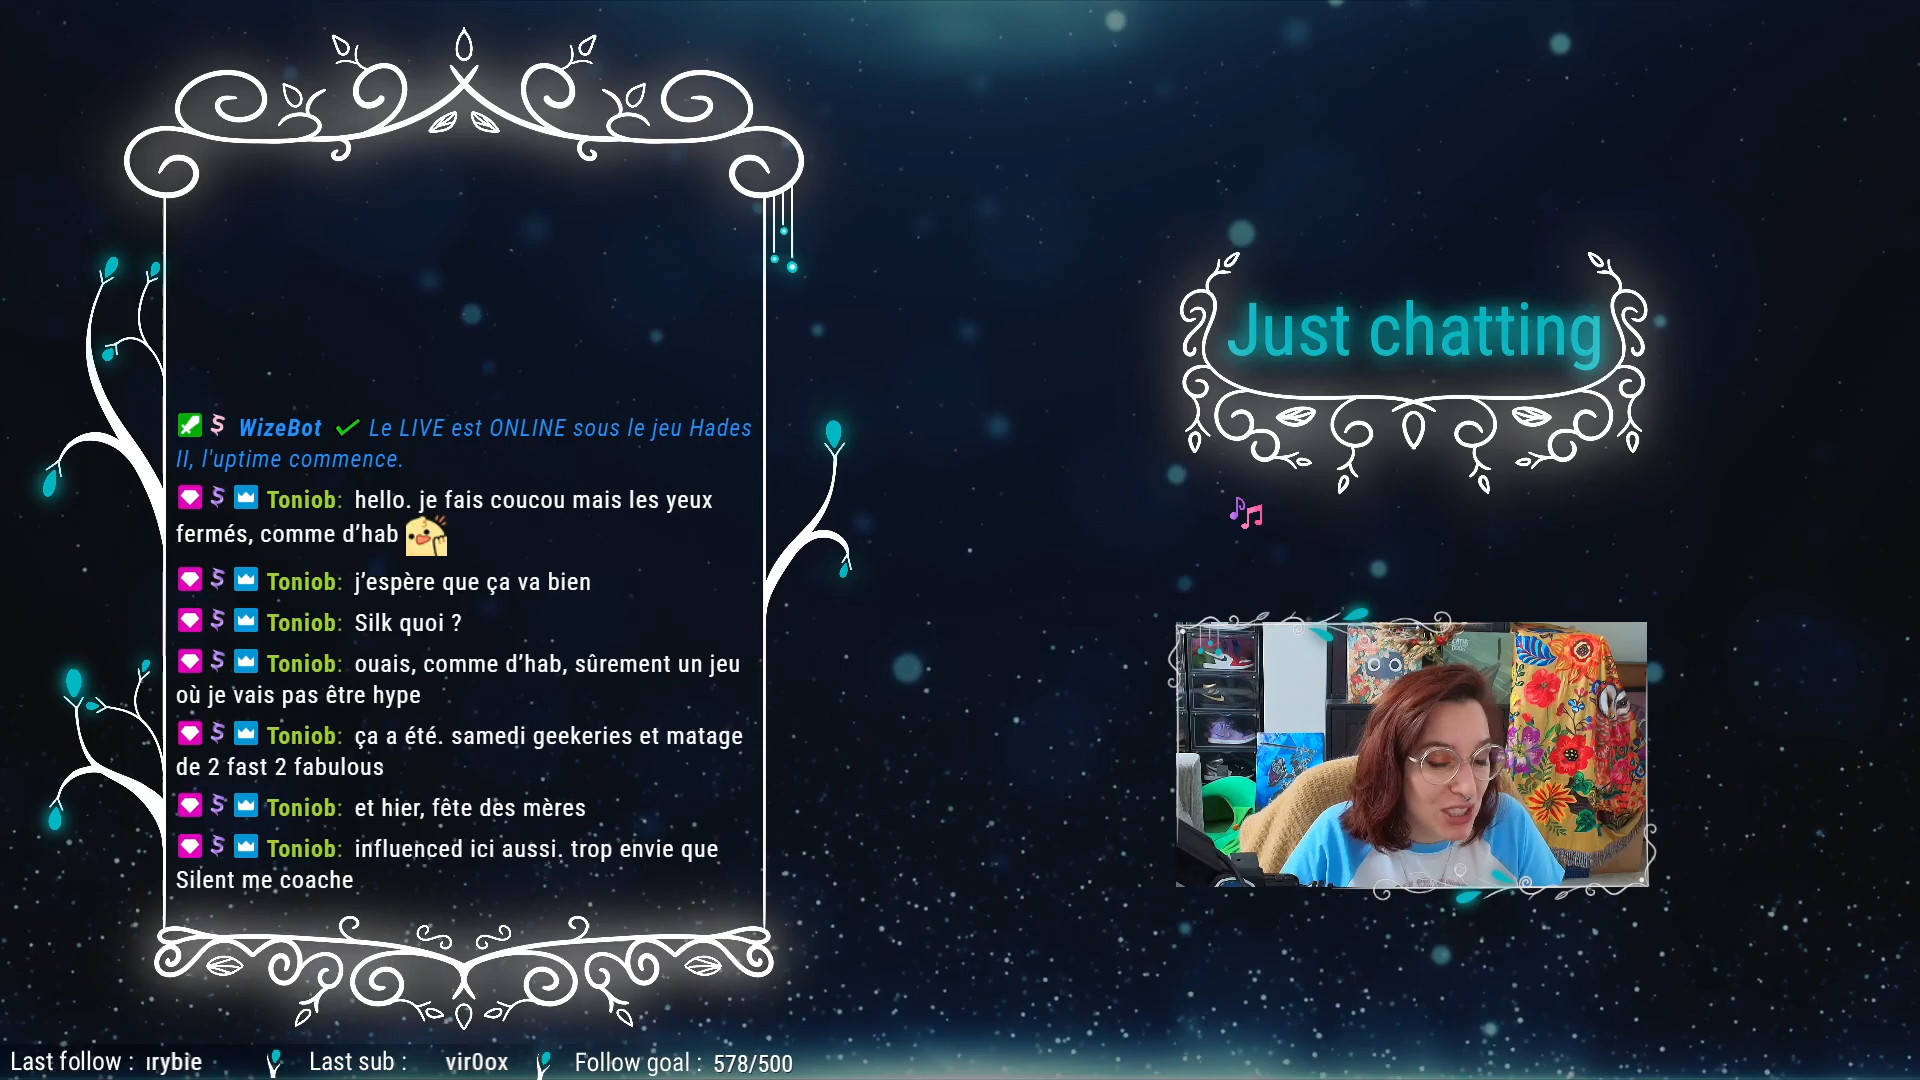 WizeBot Le LIVE est ONLINE sous le jeu Hades
II, l'uptime commence.
Toniob: hello. je fais coucou mais les yeux
fermés, comme d’hab
Toniob: j’espère que ça va bien
Toniob: Silk quoi ?
Toniob: ouais, comme d’hab, sûrement un jeu
où je vais pas être hype
Toniob: ça a été. samedi geekeries et matage
de 2 fast 2 fabulous
Toniob: et hier, fête des mères
Toniob: influenced ici aussi. trop envie que
Silent me coache
Just chatting
Last follow :
Last sub : vir0ox
Follow goal : 578/500